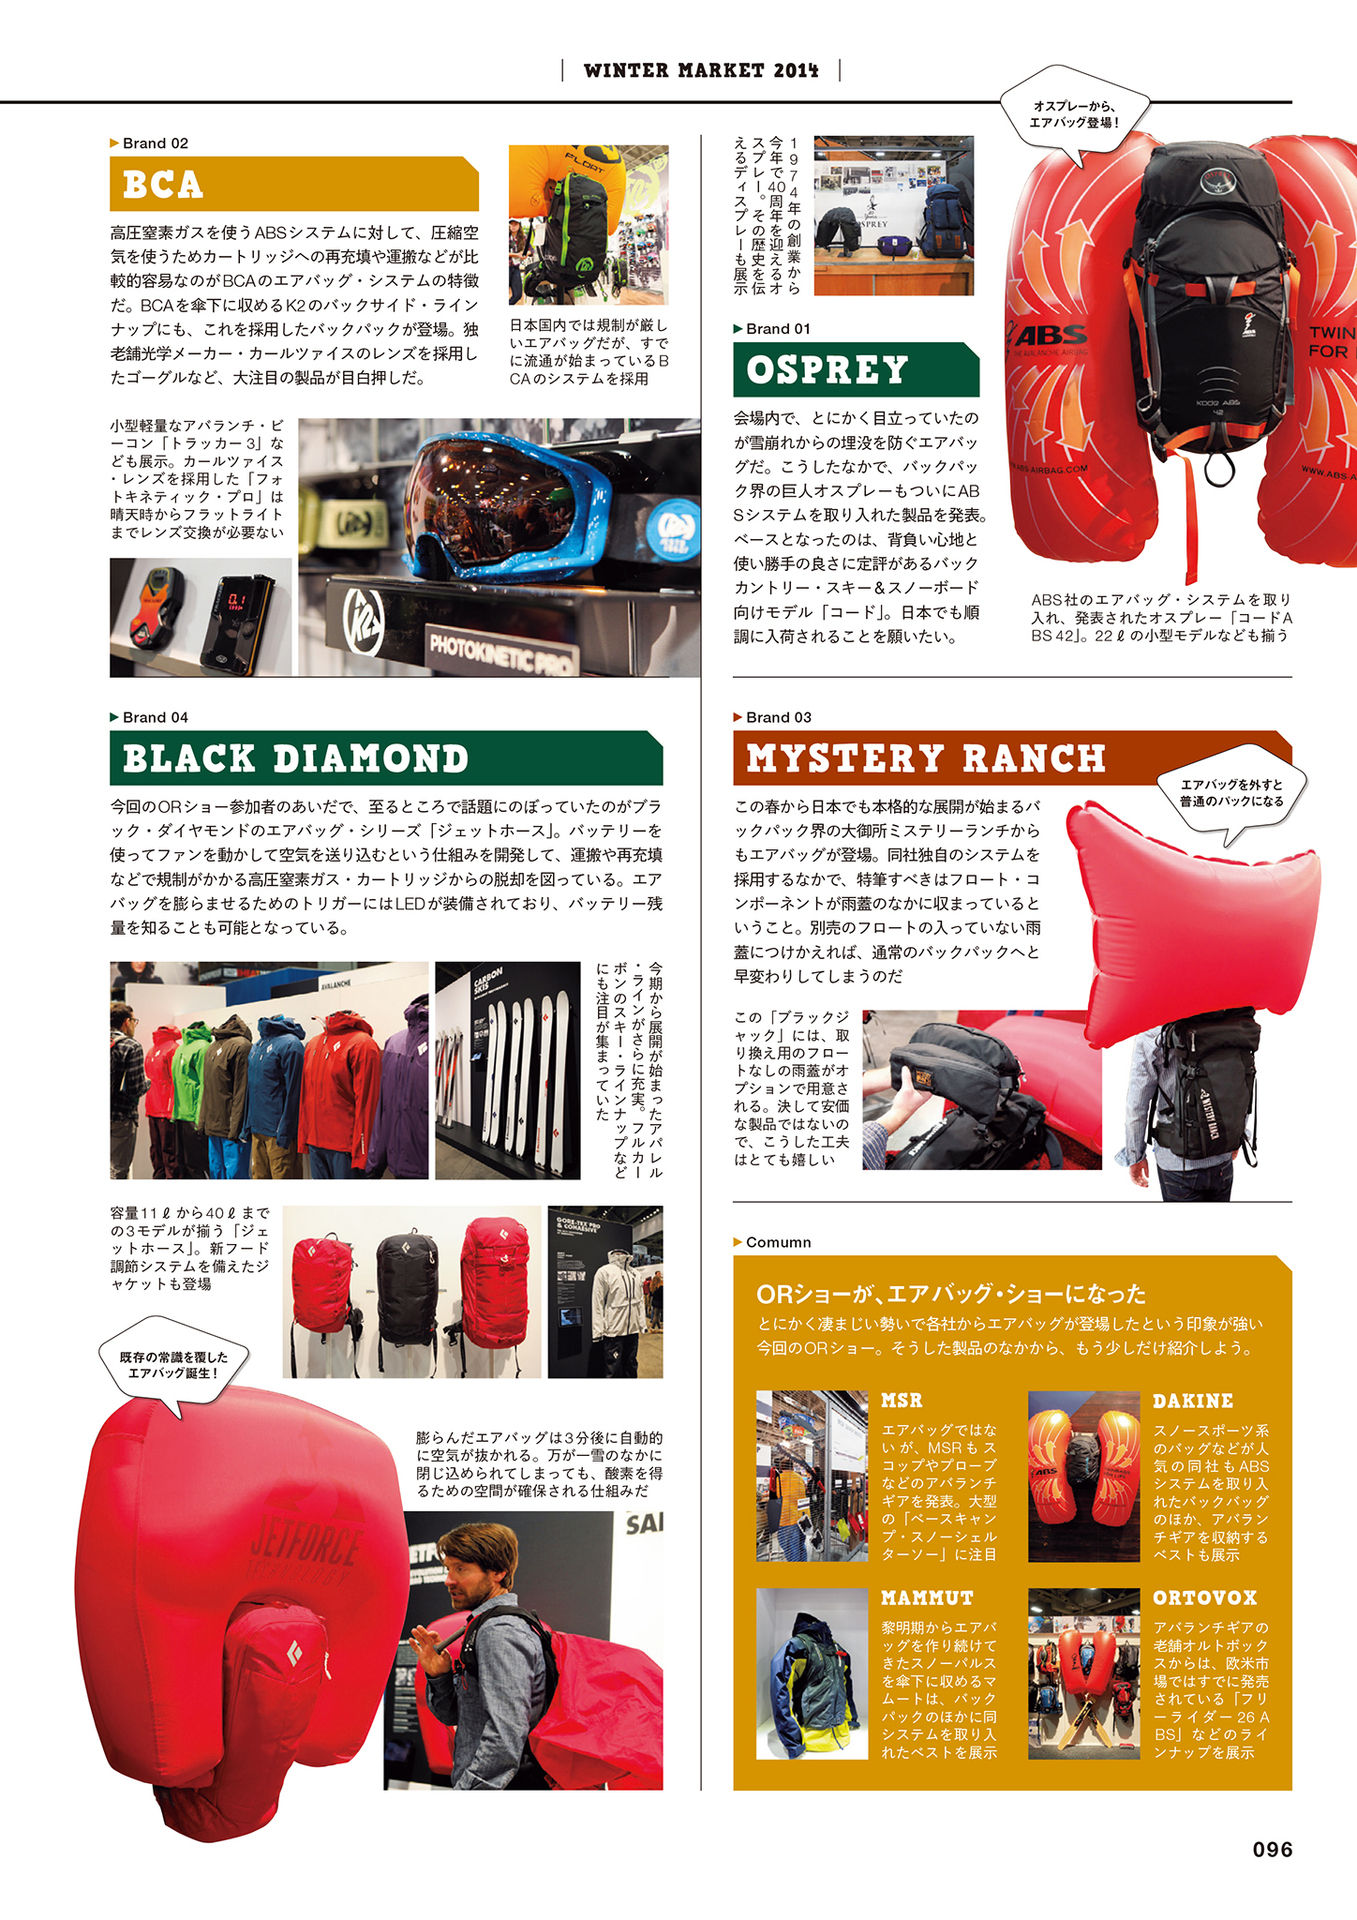 WINTER MARKET 2014
オスプレーから、
エアバッグ登場！
1974年の創業から
今年で40周年を迎えるオ
スプレー。その歴史を伝
えるディスプレーも展示
OSPREY
Brand 01
OSPREY
会場内で、とにかく目立っていたの
が雪崩れからの埋没を防ぐエアバッ
グだ。こうしたなかで、バックパッ
ク界の巨人オスプレーもついにAB
Sシステムを取り入れた製品を発表。
ベースとなったのは、背負い心地と
使い勝手の良さに定評があるバック
カントリー・スキー＆スノーボード
向けモデル「コード」。日本でも順
調に入荷されることを願いたい。
ABS
THE AVALANCHE AIRBAG
TWIN
FOR
KODE ABS
42
WWW.ABS-A
ABS-AIRBAG.COM
ABS社のエアバッグ・システムを取り
入れ、発表されたオスプレー「コードA
BS 42」。22ℓの小型モデルなども揃う
Brand 02
BCA
高圧窒素ガスを使うABSシステムに対して、圧縮空
気を使うためカートリッジへの再充填や運搬などが比
較的容易なのがBCAのエアバッグ・システムの特徴
だ。BCAを傘下に収めるK2のバックサイド・ライン
ナップにも、これを採用したバックパックが登場。独
老舗光学メーカー・カールツァイスのレンズを採用し
たゴーグルなど、大注目の製品が目白押しだ。
FLOAT
日本国内では規制が厳し
いエアバッグだが、すで
に流通が始まっているB
CAのシステムを採用
小型軽量なアバランチ・ビ
ーコン「トラッカー3」な
ども展示。カールツァイス
・レンズを採用した「フォ
トキネティック・プロ」は
晴天時からフラットライト
までレンズ交換が必要ない
0.1
K2
PHOTOKINETIC PRO
Brand 03
MYSTERY RANCH
エアバッグを外すと
普通のパックになる
この春から日本でも本格的な展開が始まるバ
ックパック界の大御所ミステリーランチから
もエアバッグが登場。同社独自のシステムを
採用するなかで、特筆すべきはフロート・コ
ンポーネントが雨蓋のなかに収まっていると
いうこと。別売のフロートの入っていない雨
蓋につけかえれば、通常のバックパックへと
早変わりしてしまうのだ
この「ブラックジ
ャック」には、取
り換え用のフロー
トなしの雨蓋がオ
プションで用意さ
れる。決して安価
な製品ではないの
で、こうした工夫
はとても嬉しい
MYSTERY RANCH
Brand 04
BLACK DIAMOND
今回のORショー参加者のあいだで、至るところで話題にのぼっていたのがブラ
ック・ダイヤモンドのエアバッグ・シリーズ「ジェットホース」。バッテリーを
使ってファンを動かして空気を送り込むという仕組みを開発して、運搬や再充填
などで規制がかかる高圧窒素ガス・カートリッジからの脱却を図っている。エア
バッグを膨らませるためのトリガーにはLEDが装備されており、バッテリー残
量を知ることも可能となっている。
AVALANCHE
CARBON
SKIS
今期から展開が始まったアパレル
・ラインがさらに充実。フルカー
ボンのスキー・ラインナップなど
にも注目が集まっていた
容量11ℓから40ℓまで
の3モデルが揃う「ジェ
ットホース」。新フード
調節システムを備えたジ
ャケットも登場
GORE-TEX PRO
& COHAESIVE
既存の常識を覆した
エアバッグ誕生！
膨らんだエアバッグは3分後に自動的
に空気が抜かれる。万が一雪のなかに
閉じ込められてしまっても、酸素を得
るための空間が確保される仕組みだ
JETFORCE
TECHNOLOGY
SAI
Comumn
ORショーが、エアバッグ・ショーになった
とにかく凄まじい勢いで各社からエアバッグが登場したという印象が強い
今回のORショー。そうした製品のなかから、もう少しだけ紹介しよう。
MSR
エアバッグではな
いが、MSRもス
コップやプローブ
などのアバランチ
ギアを発表。大型
の「ベースキャン
プ・スノーシェル
ターソー」に注目
DAKINE
スノースポーツ系
のバッグなどが人
気の同社もABS
システムを取り入
れたバックバッグ
のほか、アバラン
チギアを収納する
ベストも展示
ABS
MAMMUT
黎明期からエアバ
ッグを作り続けて
きたスノーパルス
を傘下に収めるマ
ムートは、バック
パックのほかに同
システムを取り入
れたベストを展示
ORTOVOX
アバランチギアの
老舗オルトボック
スからは、欧米市
場ではすでに発売
されている「フリ
ーライダー26 A
BS」などのライ
ンナップを展示
096